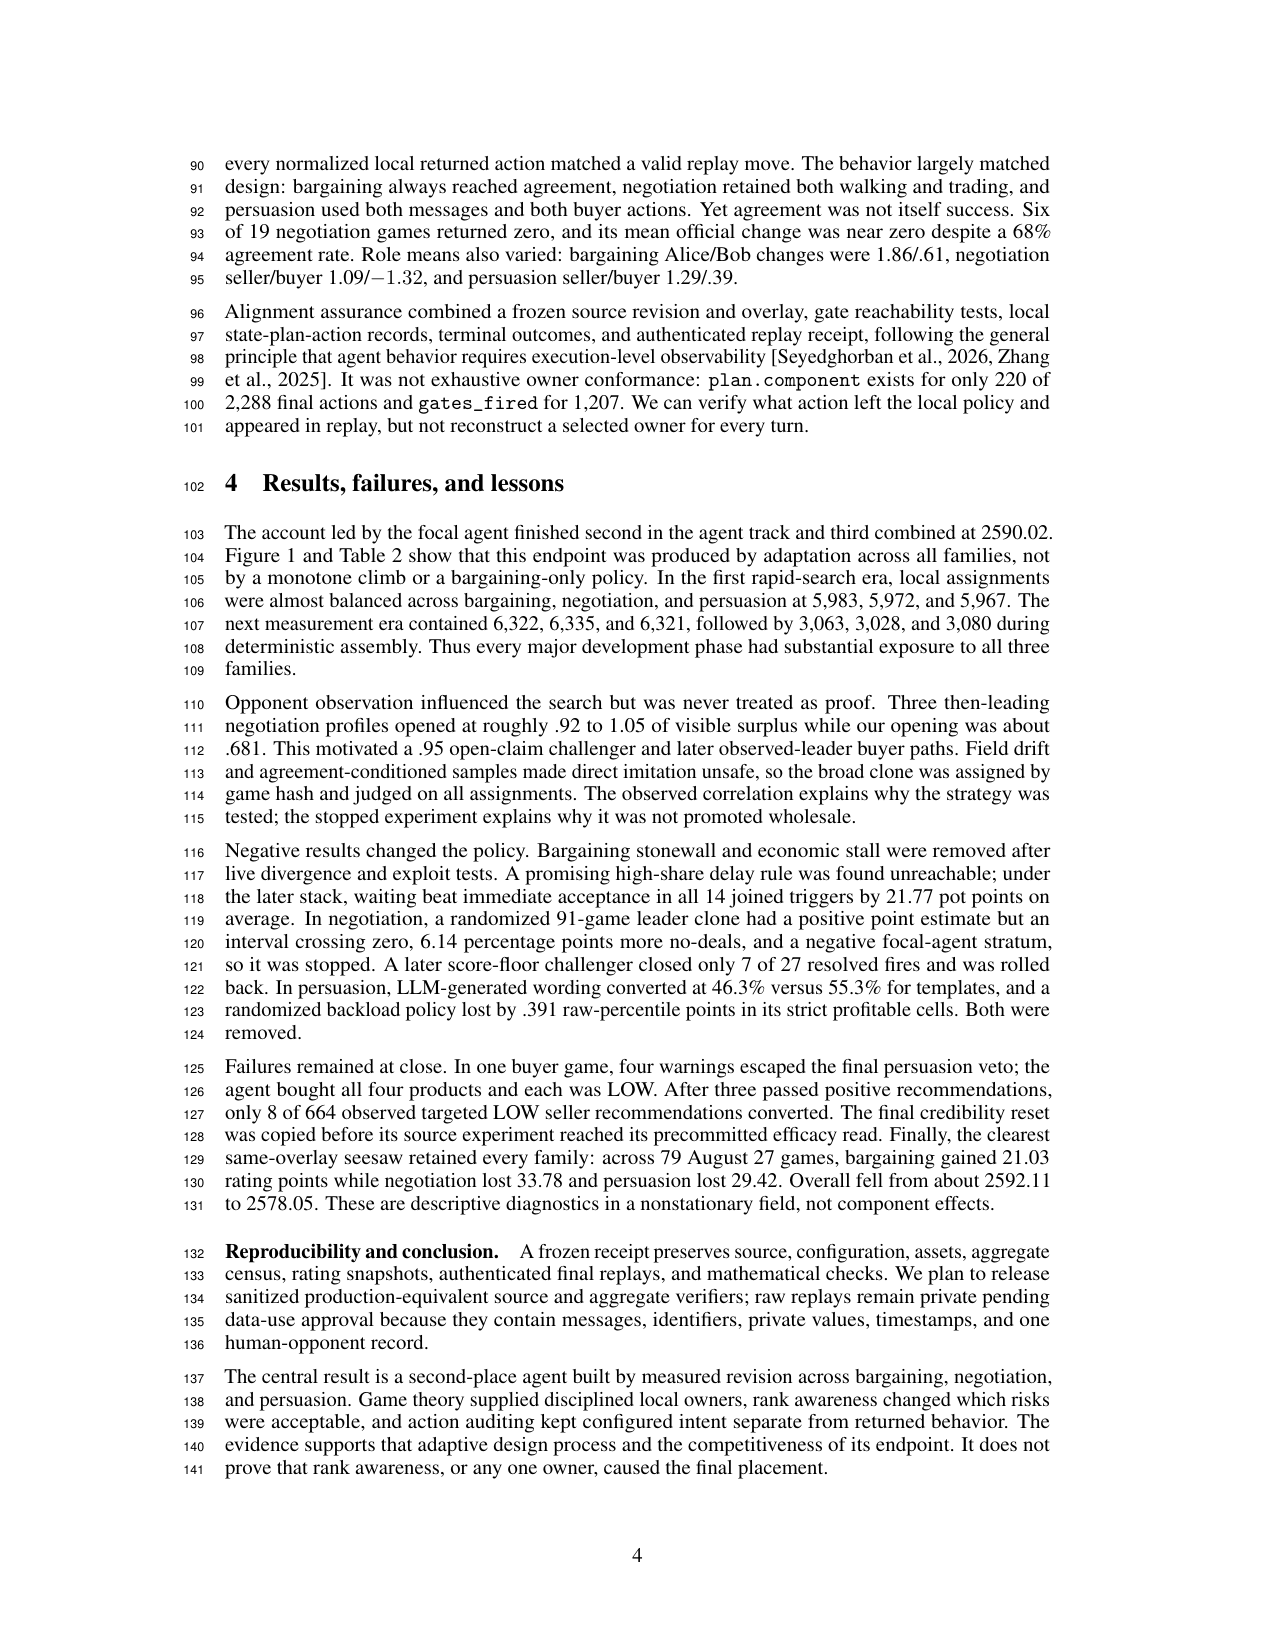 90 every normalized local returned action matched a valid replay move. The behavior largely matched
91 design: bargaining always reached agreement, negotiation retained both walking and trading, and
92 persuasion used both messages and both buyer actions. Yet agreement was not itself success. Six
93 of 19 negotiation games returned zero, and its mean official change was near zero despite a 68%
94 agreement rate. Role means also varied: bargaining Alice/Bob changes were 1.86/.61, negotiation
95 seller/buyer 1.09/−1.32, and persuasion seller/buyer 1.29/.39.
96 Alignment assurance combined a frozen source revision and overlay, gate reachability tests, local
97 state-plan-action records, terminal outcomes, and authenticated replay receipt, following the general
98 principle that agent behavior requires execution-level observability [Seyedghorban et al., 2026, Zhang
99 et al., 2025]. It was not exhaustive owner conformance: plan.component exists for only 220 of
100 2,288 final actions and gates_fired for 1,207. We can verify what action left the local policy and
101 appeared in replay, but not reconstruct a selected owner for every turn.
102 4 Results, failures, and lessons
103 The account led by the focal agent finished second in the agent track and third combined at 2590.02.
104 Figure 1 and Table 2 show that this endpoint was produced by adaptation across all families, not
105 by a monotone climb or a bargaining-only policy. In the first rapid-search era, local assignments
106 were almost balanced across bargaining, negotiation, and persuasion at 5,983, 5,972, and 5,967. The
107 next measurement era contained 6,322, 6,335, and 6,321, followed by 3,063, 3,028, and 3,080 during
108 deterministic assembly. Thus every major development phase had substantial exposure to all three
109 families.
110 Opponent observation influenced the search but was never treated as proof. Three then-leading
111 negotiation profiles opened at roughly .92 to 1.05 of visible surplus while our opening was about
112 .681. This motivated a .95 open-claim challenger and later observed-leader buyer paths. Field drift
113 and agreement-conditioned samples made direct imitation unsafe, so the broad clone was assigned by
114 game hash and judged on all assignments. The observed correlation explains why the strategy was
115 tested; the stopped experiment explains why it was not promoted wholesale.
116 Negative results changed the policy. Bargaining stonewall and economic stall were removed after
117 live divergence and exploit tests. A promising high-share delay rule was found unreachable; under
118 the later stack, waiting beat immediate acceptance in all 14 joined triggers by 21.77 pot points on
119 average. In negotiation, a randomized 91-game leader clone had a positive point estimate but an
120 interval crossing zero, 6.14 percentage points more no-deals, and a negative focal-agent stratum,
121 so it was stopped. A later score-floor challenger closed only 7 of 27 resolved fires and was rolled
122 back. In persuasion, LLM-generated wording converted at 46.3% versus 55.3% for templates, and a
123 randomized backload policy lost by .391 raw-percentile points in its strict profitable cells. Both were
124 removed.
125 Failures remained at close. In one buyer game, four warnings escaped the final persuasion veto; the
126 agent bought all four products and each was LOW. After three passed positive recommendations,
127 only 8 of 664 observed targeted LOW seller recommendations converted. The final credibility reset
128 was copied before its source experiment reached its precommitted efficacy read. Finally, the clearest
129 same-overlay seesaw retained every family: across 79 August 27 games, bargaining gained 21.03
130 rating points while negotiation lost 33.78 and persuasion lost 29.42. Overall fell from about 2592.11
131 to 2578.05. These are descriptive diagnostics in a nonstationary field, not component effects.
132 Reproducibility and conclusion. A frozen receipt preserves source, configuration, assets, aggregate
133 census, rating snapshots, authenticated final replays, and mathematical checks. We plan to release
134 sanitized production-equivalent source and aggregate verifiers; raw replays remain private pending
135 data-use approval because they contain messages, identifiers, private values, timestamps, and one
136 human-opponent record.
137 The central result is a second-place agent built by measured revision across bargaining, negotiation,
138 and persuasion. Game theory supplied disciplined local owners, rank awareness changed which risks
139 were acceptable, and action auditing kept configured intent separate from returned behavior. The
140 evidence supports that adaptive design process and the competitiveness of its endpoint. It does not
141 prove that rank awareness, or any one owner, caused the final placement.
4